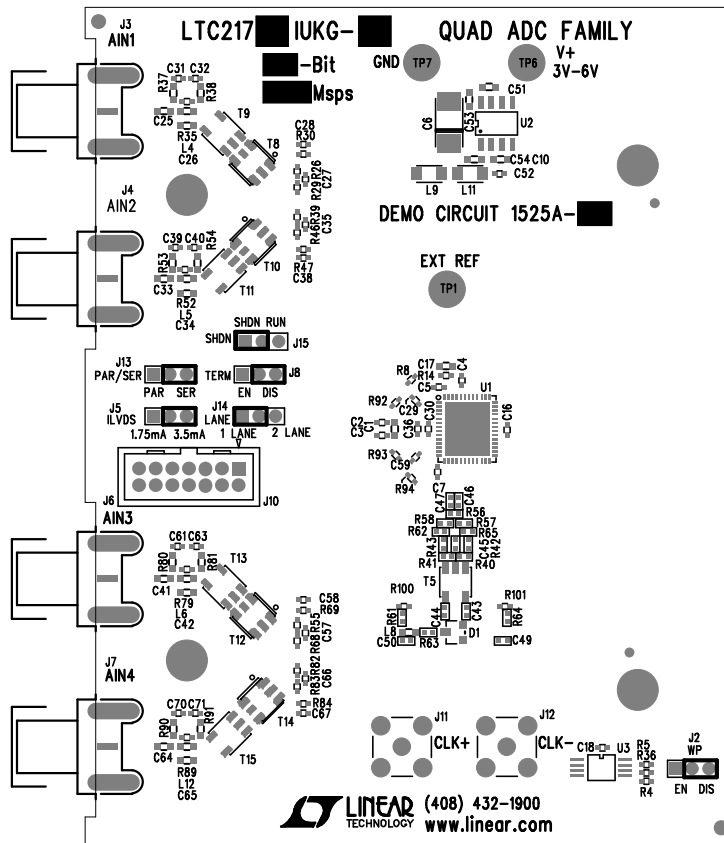 LTC217 IUKG- QUAD ADC FAMILY
-Bit
Msps
GND TP7
TP6 V+
3V-6V
J3
AIN1
C31 C32
R37 R38
C25
R35
L4
C26
T9
T8
C28
R30
R26
R29
C27
C51
C53
C6
U2
C54 C10
C52
L9 L11
DEMO CIRCUIT 1525A-
J4
AIN2
C39 C40
R53 R54
C33
R52
L5
C34
T10
T11
R39
R46
C35
R47
C38
EXT REF
TP1
SHDN RUN
SHDN J15
J13
PAR/SER
PAR SER
TERM J8
EN DIS
J5
ILVDS
1.75mA 3.5mA
J14
LANE
1 LANE 2 LANE
J6 J10
C17
R14
C5
C4
R8
R92
C29
U1
C2
C3
C1
C36
C30
C16
R93
C59
R94
C7
C47
C46
R56
R58 R57
R62 R65
R43
C45
R42
R41 R40
T5
R100 R101
R61
C44
C43
R64
L8
R63
D1
C50 C49
AIN3
C61 C63
R80 R81
C41
R79
L6
C42
T13
T12
C58
R69
R55
R68
C57
J7
AIN4
C70 C71
R90 R91
C64
R89
L12
C65
T14
T15
R82
R83
C66
R84
C67
J11
CLK+
J12
CLK-
C18 U3
R5
R36
R4
J2
WP
EN DIS
LINEAR
TECHNOLOGY
(408) 432-1900
www.linear.com